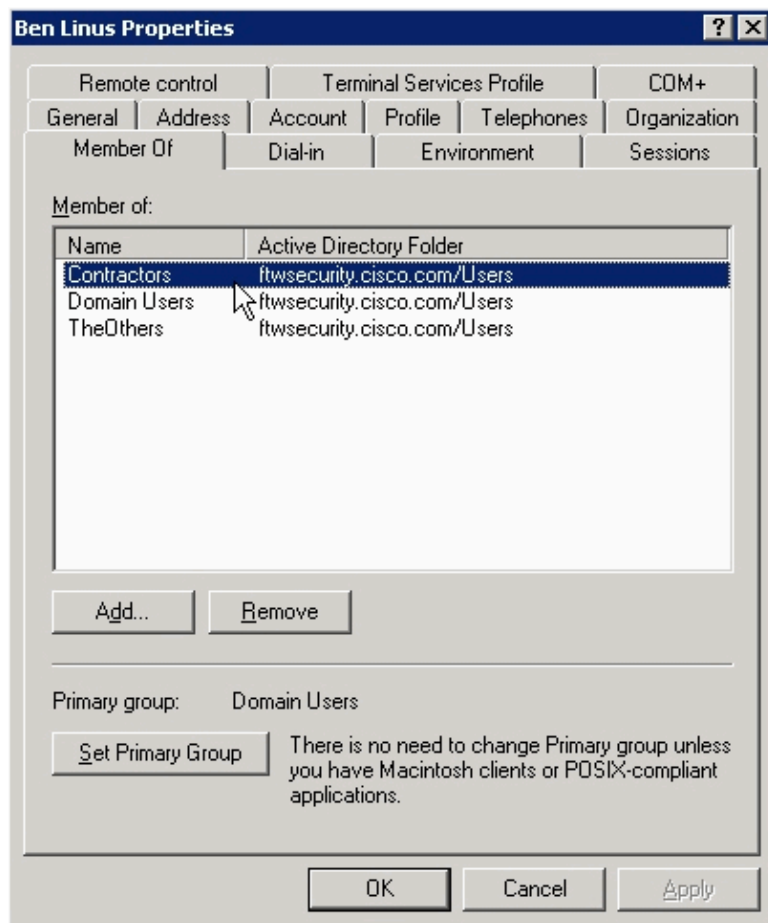 Ben Linus Properties
Remote control Terminal Services Profile COM+
General Address Account Profile Telephones Organization
Member Of Dial-in Environment Sessions
Member of:
Name Active Directory Folder
Contractors ftwsecurity.cisco.com/Users
Domain Users ftwsecurity.cisco.com/Users
TheOthers ftwsecurity.cisco.com/Users
Add... Remove
Primary group: Domain Users
Set Primary Group
There is no need to change Primary group unless
you have Macintosh clients or POSIX-compliant
applications.
OK Cancel Apply